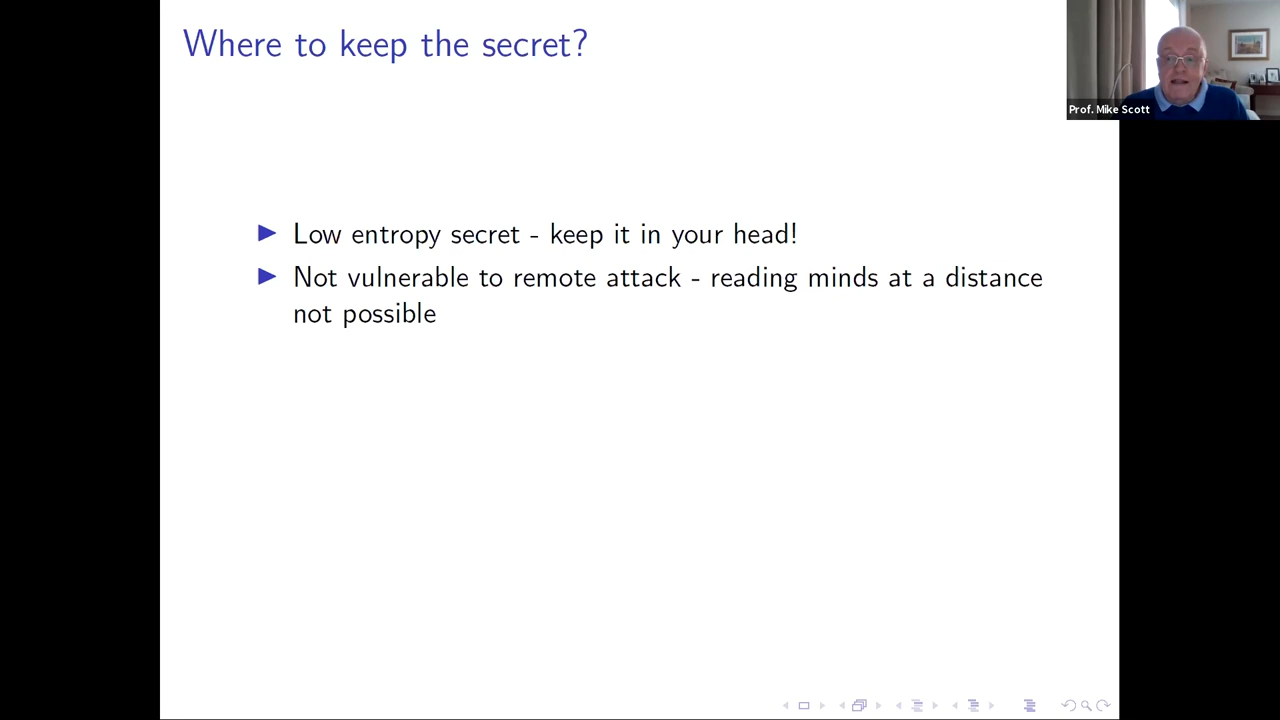 Where to keep the secret?
Prof. Mike Scott
Low entropy secret - keep it in your head!
Not vulnerable to remote attack - reading minds at a distance
not possible